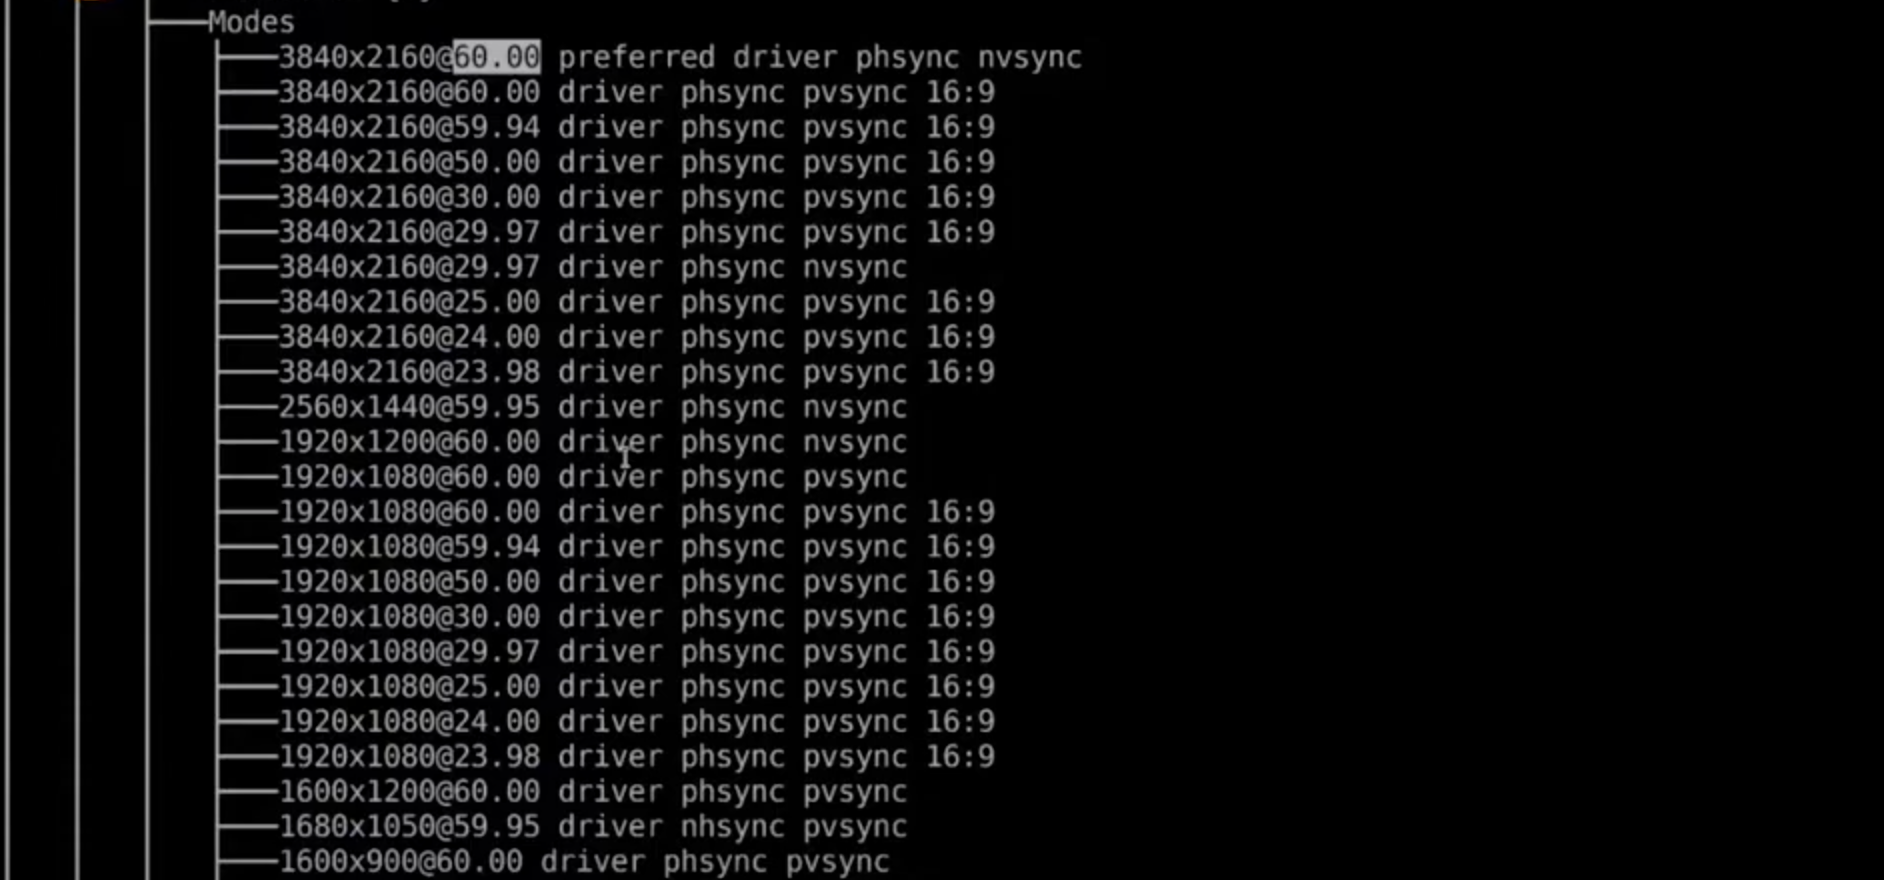 Modes
3840x2160@60.00 preferred driver phsync nvsync
3840x2160@60.00 driver phsync pvsync 16:9
3840x2160@59.94 driver phsync pvsync 16:9
3840x2160@50.00 driver phsync pvsync 16:9
3840x2160@30.00 driver phsync pvsync 16:9
3840x2160@29.97 driver phsync pvsync 16:9
3840x2160@29.97 driver phsync nvsync
3840x2160@25.00 driver phsync pvsync 16:9
3840x2160@24.00 driver phsync pvsync 16:9
3840x2160@23.98 driver phsync pvsync 16:9
2560x1440@59.95 driver phsync nvsync
1920x1200@60.00 driver phsync nvsync
1920x1080@60.00 driver phsync pvsync
1920x1080@60.00 driver phsync pvsync 16:9
1920x1080@59.94 driver phsync pvsync 16:9
1920x1080@50.00 driver phsync pvsync 16:9
1920x1080@30.00 driver phsync pvsync 16:9
1920x1080@29.97 driver phsync pvsync 16:9
1920x1080@25.00 driver phsync pvsync 16:9
1920x1080@24.00 driver phsync pvsync 16:9
1920x1080@23.98 driver phsync pvsync 16:9
1600x1200@60.00 driver phsync pvsync
1680x1050@59.95 driver nhsync pvsync
1600x900@60.00 driver phsync pvsync